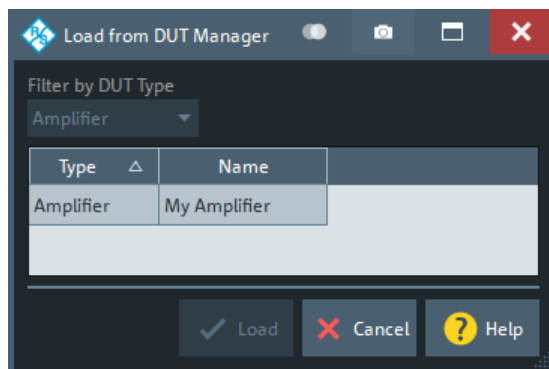 Load from DUT Manager
Filter by DUT Type
Amplifier
Type Name
Amplifier My Amplifier
Load Cancel ? Help